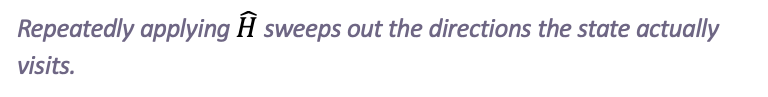 Repeatedly applying Ĥ sweeps out the directions the state actually
visits.